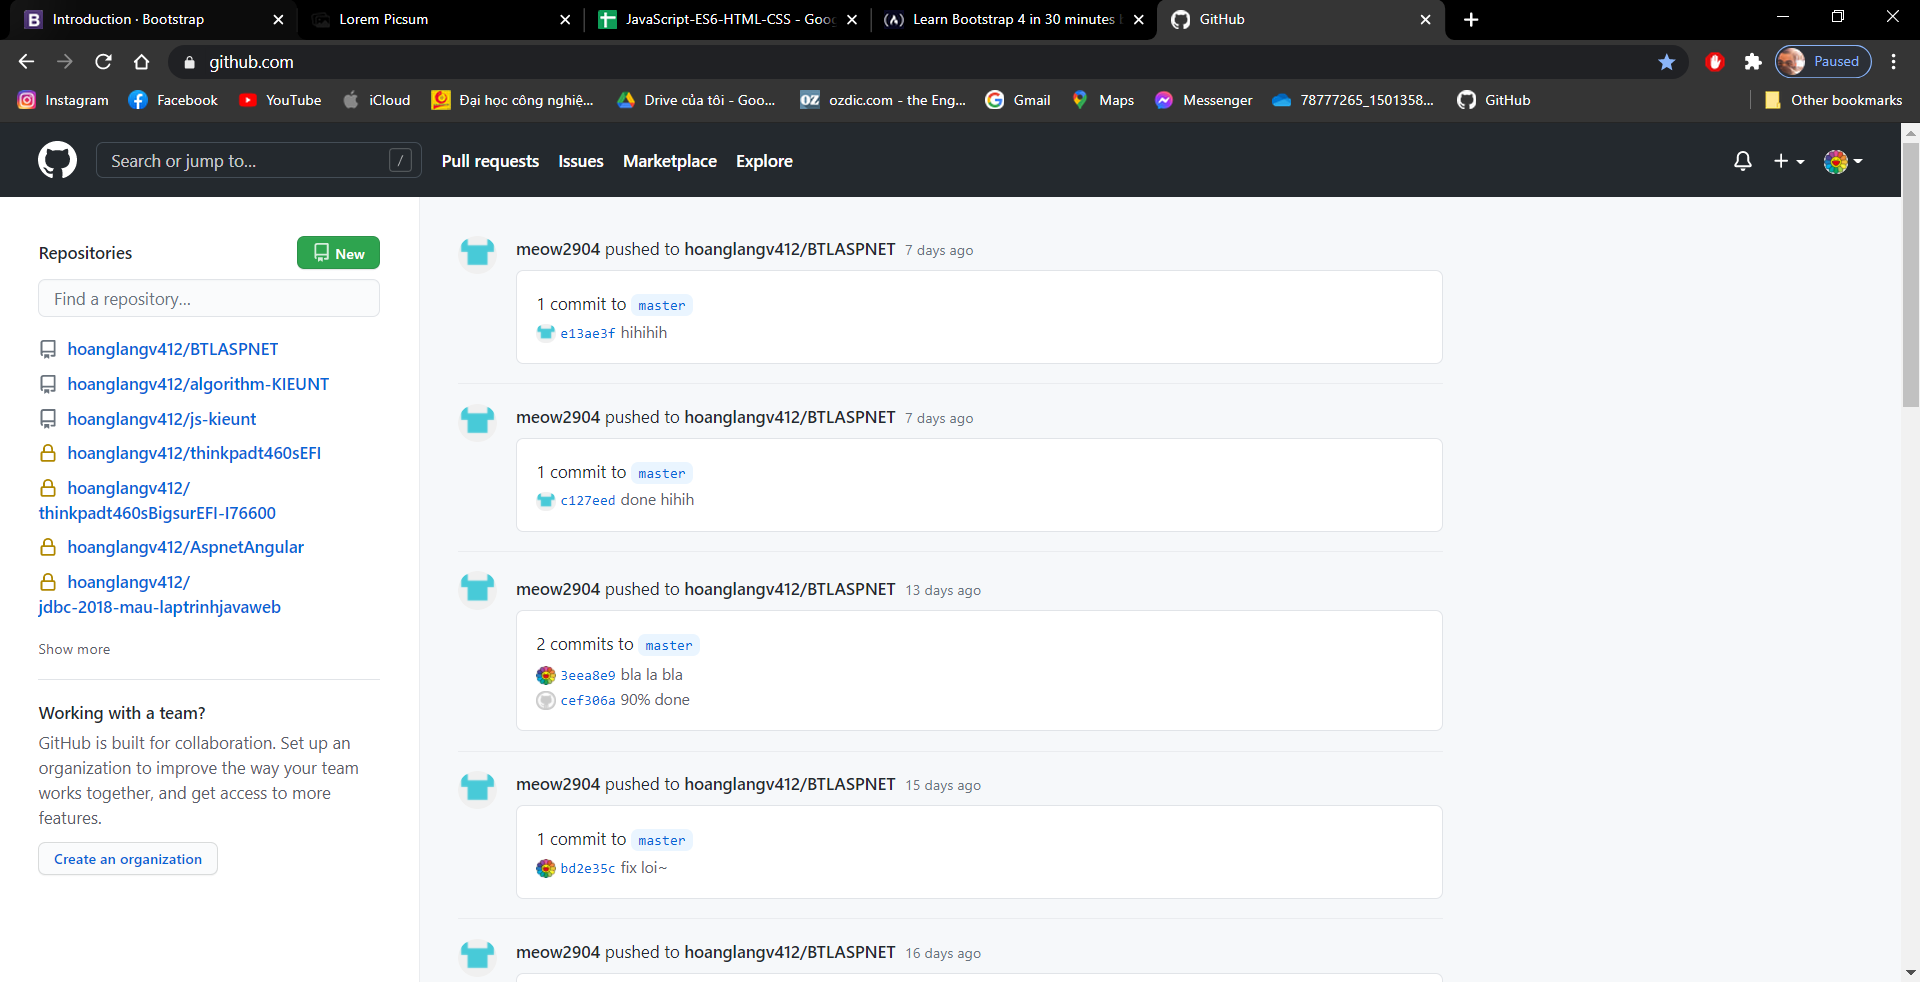 Introduction · Bootstrap
Lorem Picsum
JavaScript-ES6-HTML-CSS - Goo
Learn Bootstrap 4 in 30 minutes
GitHub
github.com
Paused
Instagram
Facebook
YouTube
iCloud
Đại học công nghiệ...
Drive của tôi - Goo...
OZ
ozdic.com - the Eng...
Gmail
Maps
Messenger
78777265_1501358...
GitHub
Other bookmarks
Search or jump to...
/
Pull requests
Issues
Marketplace
Explore
Repositories
New
Find a repository...
hoanglangv412/BTLASPNET
hoanglangv412/algorithm-KIEUNT
hoanglangv412/js-kieunt
hoanglangv412/thinkpadt460sEFI
hoanglangv412/
thinkpadt460sBigsurEFI-I76600
hoanglangv412/AspnetAngular
hoanglangv412/
jdbc-2018-mau-laptrinhjavaweb
Show more
Working with a team?
GitHub is built for collaboration. Set up an
organization to improve the way your team
works together, and get access to more
features.
Create an organization
meow2904 pushed to hoanglangv412/BTLASPNET 7 days ago
1 commit to master
e13ae3f hihihih
meow2904 pushed to hoanglangv412/BTLASPNET 7 days ago
1 commit to master
c127eed done hihih
meow2904 pushed to hoanglangv412/BTLASPNET 13 days ago
2 commits to master
3eea8e9 bla la bla
cef306a 90% done
meow2904 pushed to hoanglangv412/BTLASPNET 15 days ago
1 commit to master
bd2e35c fix loi~
meow2904 pushed to hoanglangv412/BTLASPNET 16 days ago